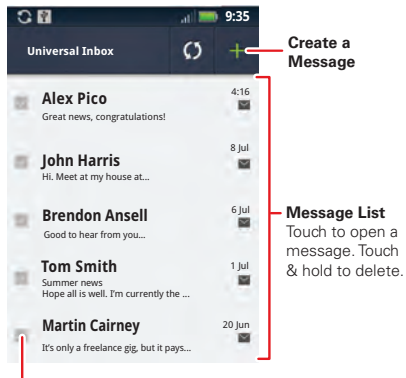 9:35
Universal Inbox
Create a
Message
Alex Pico
4:16
Great news, congratulations!
John Harris
8 Jul
Hi. Meet at my house at...
Brendon Ansell
6 Jul
Good to hear from you...
Tom Smith
1 Jul
Summer news
Hope all is well. I'm currently the ...
Martin Cairney
20 Jun
It's only a freelance gig, but it pays...
Message List
Touch to open a
message. Touch
& hold to delete.